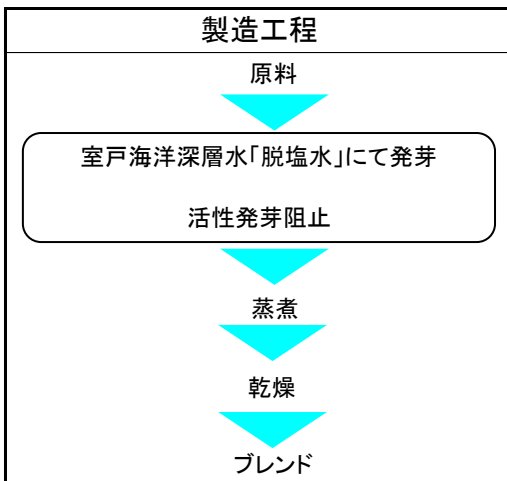 製造工程
原料
室戸海洋深層水「脱塩水」にて発芽
活性発芽阻止
蒸煮
乾燥
ブレンド